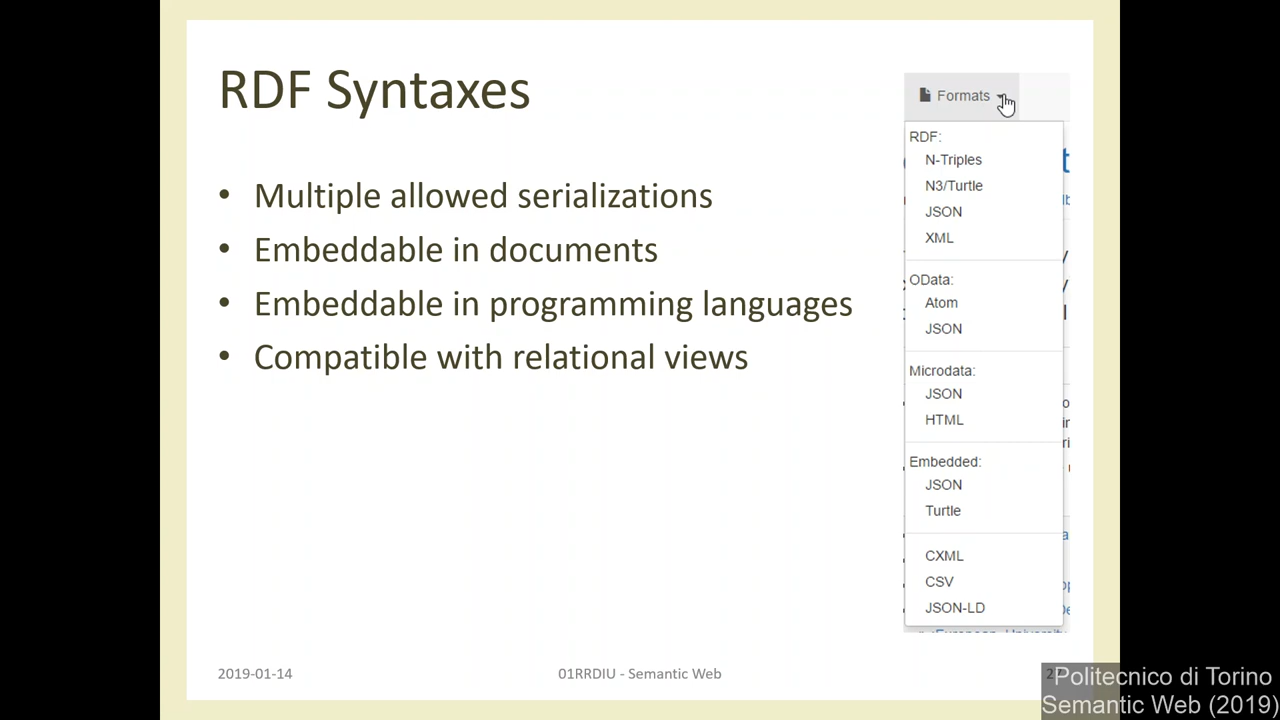 RDF Syntaxes
• Multiple allowed serializations
• Embeddable in documents
• Embeddable in programming languages
• Compatible with relational views
Formats
RDF:
N-Triples
N3/Turtle
JSON
XML
OData:
Atom
JSON
Microdata:
JSON
HTML
Embedded:
JSON
Turtle
CXML
CSV
JSON-LD
2019-01-14
01RRDIU - Semantic Web
Politecnico di Torino
Semantic Web (2019)